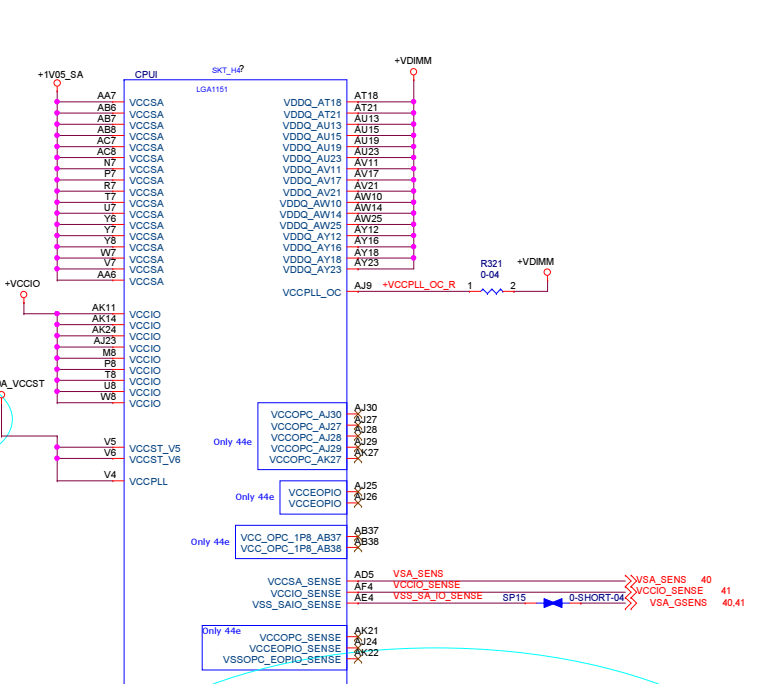 +VDIMM
SKT_H4?
+1V05_SA
CPUI
LGA1151
AA7 VCCSA VDDQ_AT18 AT18
AB6 VCCSA VDDQ_AT21 AT21
AB7 VCCSA VDDQ_AU13 AU13
AB8 VCCSA VDDQ_AU15 AU15
AC7 VCCSA VDDQ_AU19 AU19
AC8 VCCSA VDDQ_AU23 AU23
N7 VCCSA VDDQ_AV11 AV11
P7 VCCSA VDDQ_AV17 AV17
R7 VCCSA VDDQ_AV21 AV21
T7 VCCSA VDDQ_AW10 AW10
U7 VCCSA VDDQ_AW14 AW14
Y6 VCCSA VDDQ_AW25 AW25
Y7 VCCSA VDDQ_AY12 AY12
Y8 VCCSA VDDQ_AY16 AY16
W7 VCCSA VDDQ_AY18 AY18
V7 VCCSA VDDQ_AY23 AY23
AA6 VCCSA
R321
0-04
+VDIMM
+VCCIO
VCCPLL_OC AJ9 +VCCPLL_OC_R 1 2
AK11 VCCIO
AK14 VCCIO
AK24 VCCIO
AJ23 VCCIO
M8 VCCIO
P8 VCCIO
T8 VCCIO
U8 VCCIO
W8 VCCIO
0A_VCCST
VCCOPC_AJ30 AJ30
VCCOPC_AJ27 AJ27
VCCOPC_AJ28 AJ28
Only 44e
VCCOPC_AJ29 AJ29
VCCOPC_AK27 AK27
V5 VCCST_V5
V6 VCCST_V6
V4 VCCPLL
VCCEOPIO AJ25
Only 44e
VCCEOPIO AJ26
VCC_OPC_1P8_AB37 AB37
Only 44e
VCC_OPC_1P8_AB38 AB38
VCCSA_SENSE AD5 VSA_SENS VSA_SENS 40
VCCIO_SENSE AF4 VCCIO_SENSE VCCIO_SENSE 41
VSS_SAIO_SENSE AE4 VSS_SA_IO_SENSE SP15 0-SHORT-04 VSA_GSENS 40,41
Only 44e
VCCOPC_SENSE AK21
VCCEOPIO_SENSE AJ24
VSSOPC_EOPIO_SENSE AK22